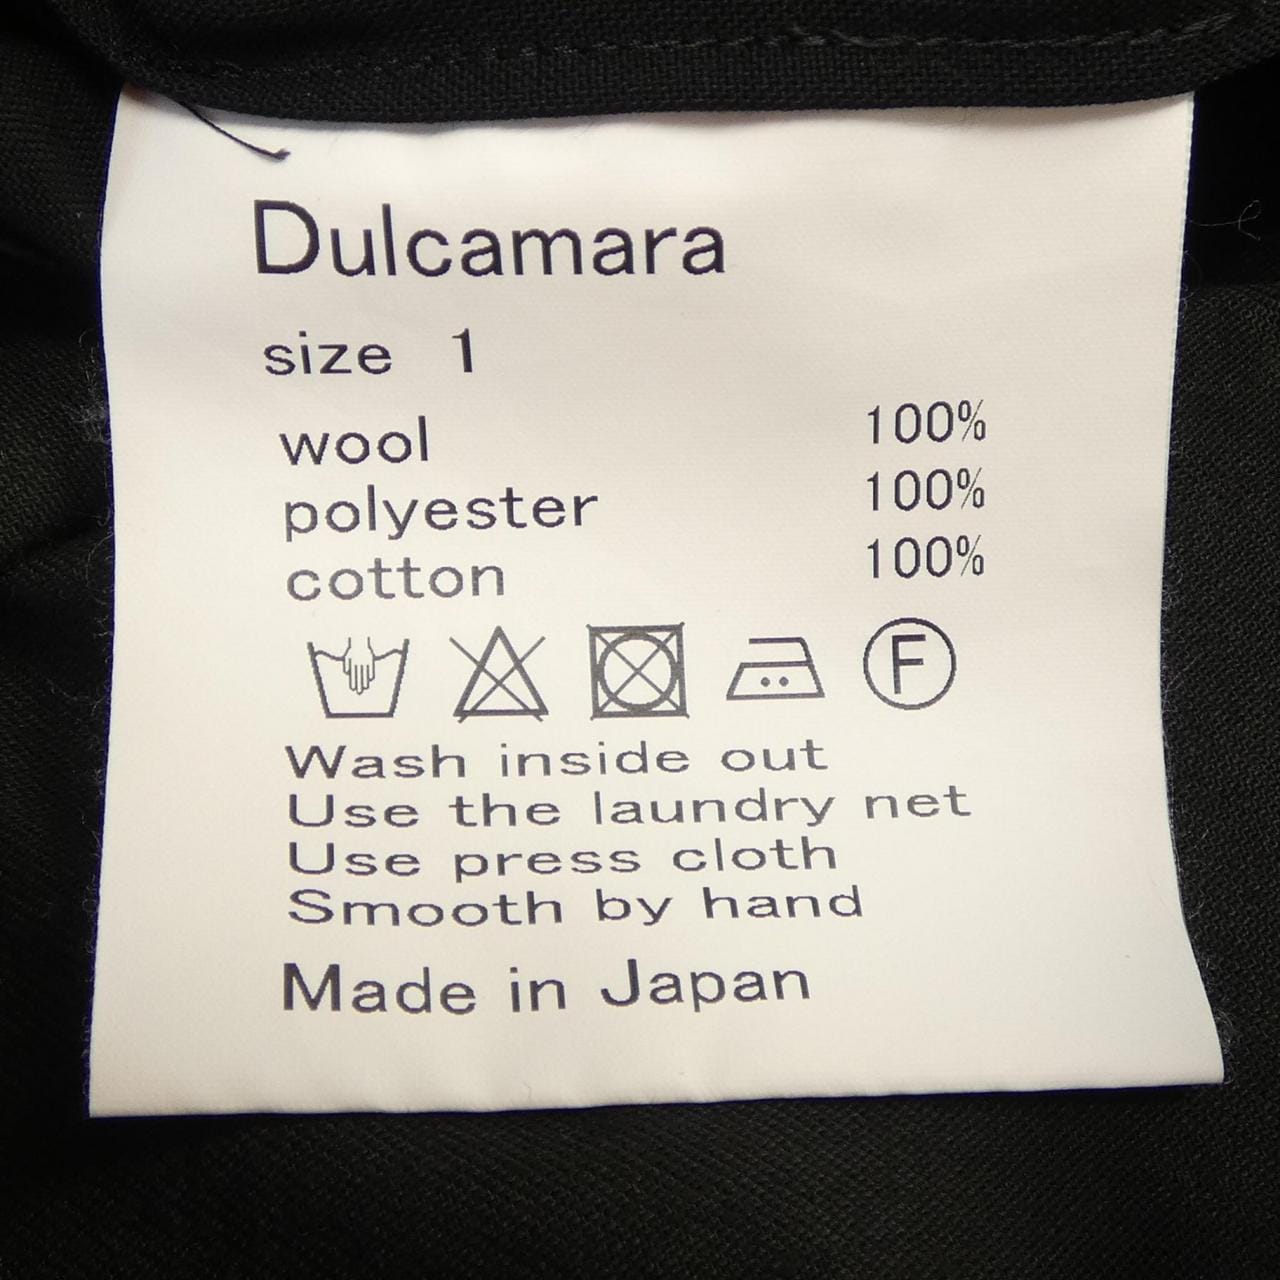 Dulcamara
size 1
wool 100%
polyester 100%
cotton 100%
F
Wash inside out
Use the laundry net
Use press cloth
Smooth by hand
Made in Japan